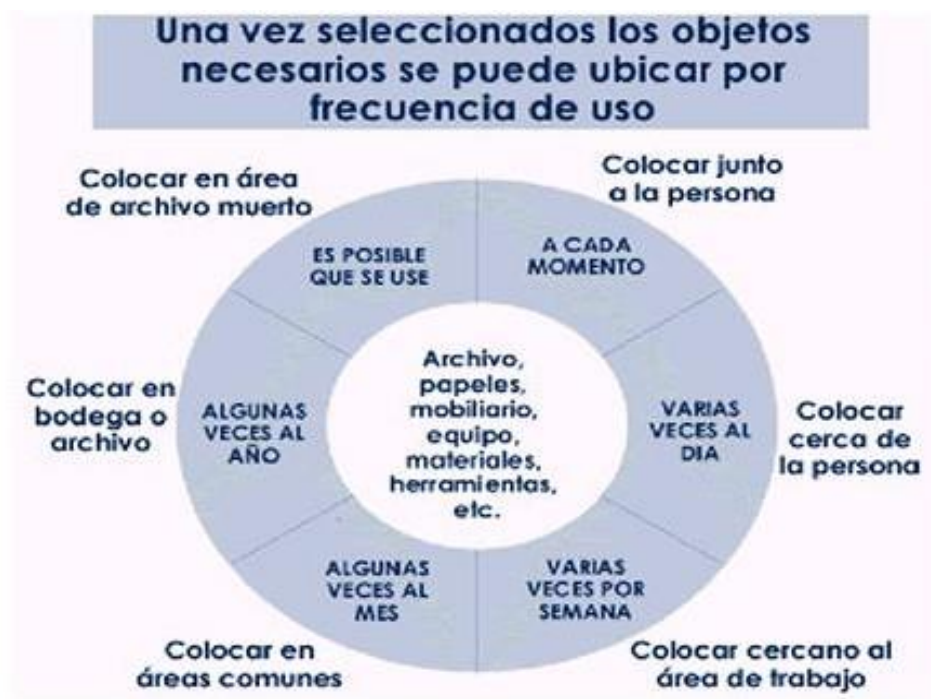 Una vez seleccionados los objetos
necesarios se puede ubicar por
frecuencia de uso
Colocar junto
a la persona
A CADA
MOMENTO
Colocar cerca de
la persona
VARIAS
VECES AL
DIA
Colocar cercano al
área de trabajo
VARIAS
VECES POR
SEMANA
Colocar en
áreas comunes
ALGUNAS
VECES AL
MES
Colocar en
bodega o
archivo
ALGUNAS
VECES AL
AÑO
Colocar en área
de archivo muerto
ES POSIBLE
QUE SE USE
Archivo,
papeles,
mobiliario,
equipo,
materiales,
herramientas,
etc.